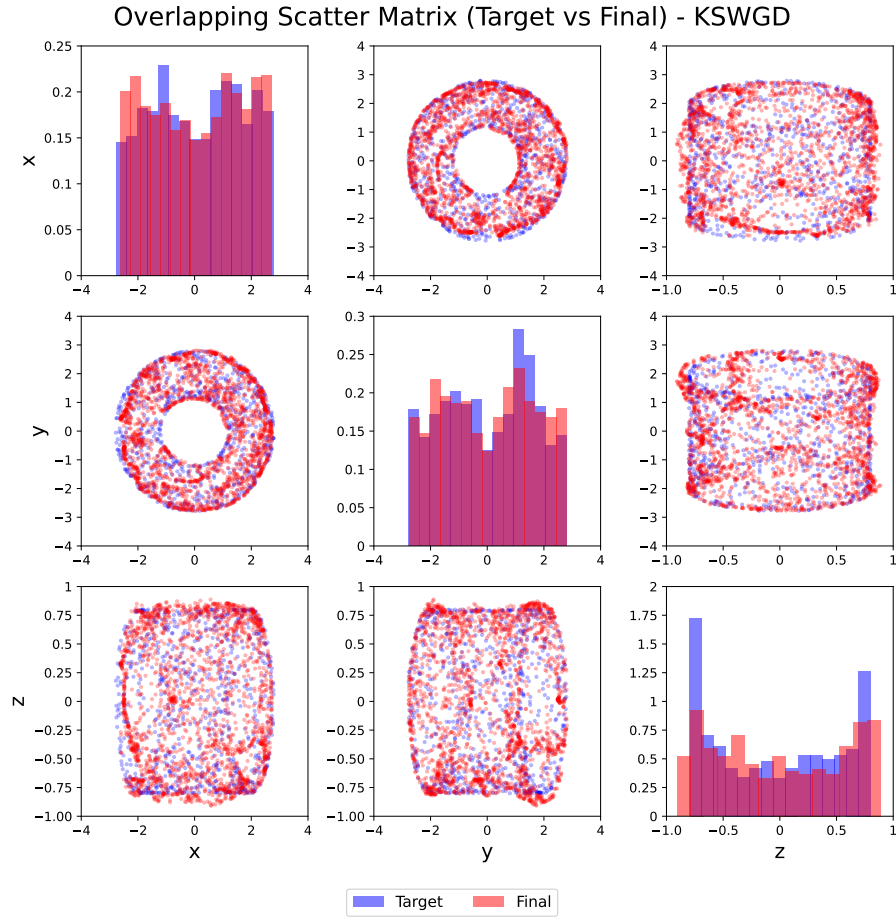 Overlapping Scatter Matrix (Target vs Final) - KSWGD
0.25 4 4
0.20 3 3
2 2
0.15 1 1
x 0 0
0.10 −1 −1
−2 −2
0.05 −3 −3
0 −4 −4
−4 −2 0 2 4 −4 −2 0 2 4 −1.0 −0.5 0 0.5 1
4 0.3 4
3 0.25 3
2 0.2 2
1 1
y 0 0.15 0
−1 0.1 −1
−2 −2
−3 0.05 −3
−4 0 −4
−4 −2 0 2 4 −4 −2 0 2 4 −1.0 −0.5 0 0.5 1
1 1 2
0.75 0.75 1.75
0.5 0.5 1.5
0.25 0.25 1.25
z 0 0 1
−0.25 −0.25 0.75
−0.50 −0.50 0.5
−0.75 −0.75 0.25
−1.00 −1.00 0
−4 −2 0 2 4 −4 −2 0 2 4 −1.0 −0.5 0 0.5 1
x y z
Target Final